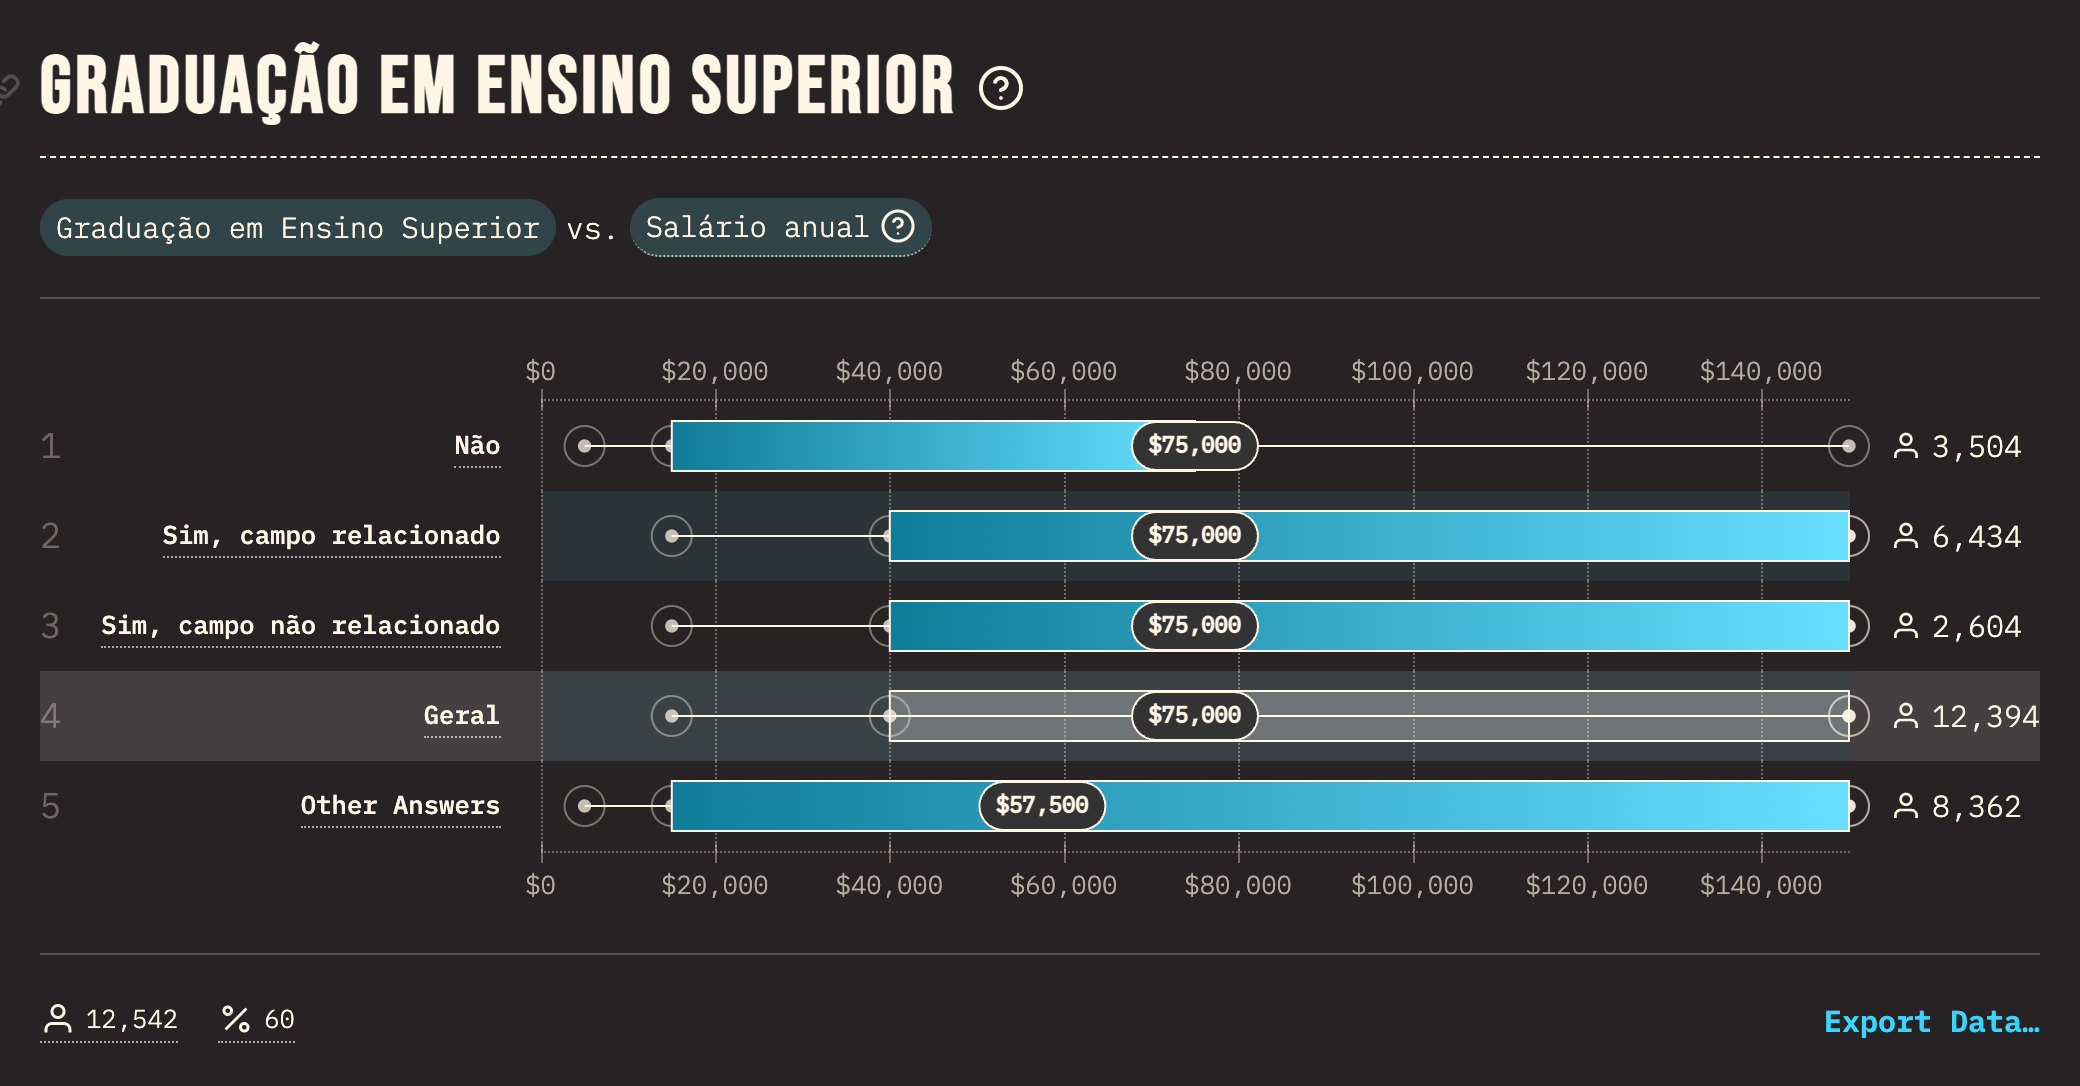 GRADUAÇÃO EM ENSINO SUPERIOR ?
Graduação em Ensino Superior vs. Salário anual ?
$0 $20,000 $40,000 $60,000 $80,000 $100,000 $120,000 $140,000
1 Não $75,000 3,504
2 Sim, campo relacionado $75,000 6,434
3 Sim, campo não relacionado $75,000 2,604
4 Geral $75,000 12,394
5 Other Answers $57,500 8,362
$0 $20,000 $40,000 $60,000 $80,000 $100,000 $120,000 $140,000
12,542 % 60 Export Data…